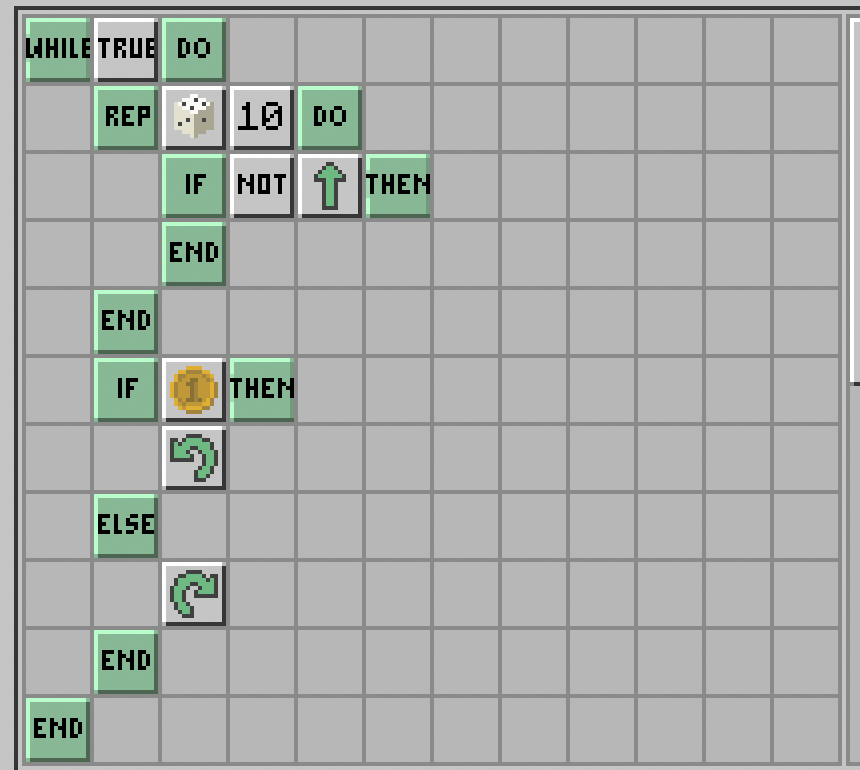 WHILE TRUE DO
REP 10 DO
IF NOT THEN
END
END
IF 1 THEN
ELSE
END
END